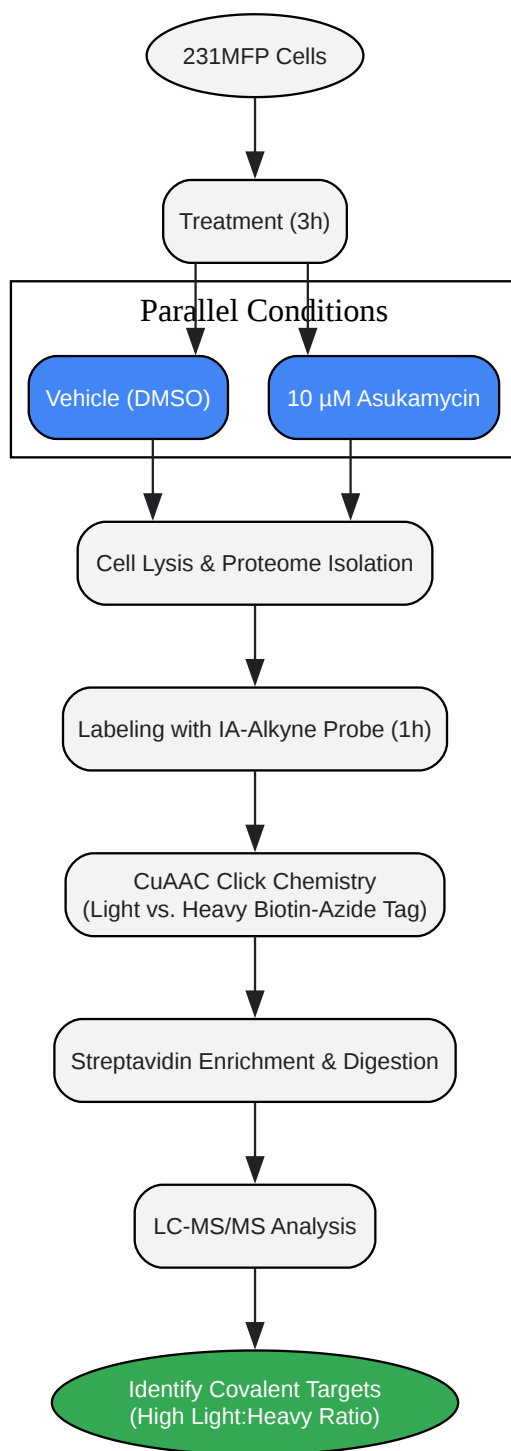 231MFP Cells
Treatment (3h)
Parallel Conditions
Vehicle (DMSO)
10 µM Asukamycin
Cell Lysis & Proteome Isolation
Labeling with IA-Alkyne Probe (1h)
CuAAC Click Chemistry
(Light vs. Heavy Biotin-Azide Tag)
Streptavidin Enrichment & Digestion
LC-MS/MS Analysis
Identify Covalent Targets
(High Light:Heavy Ratio)